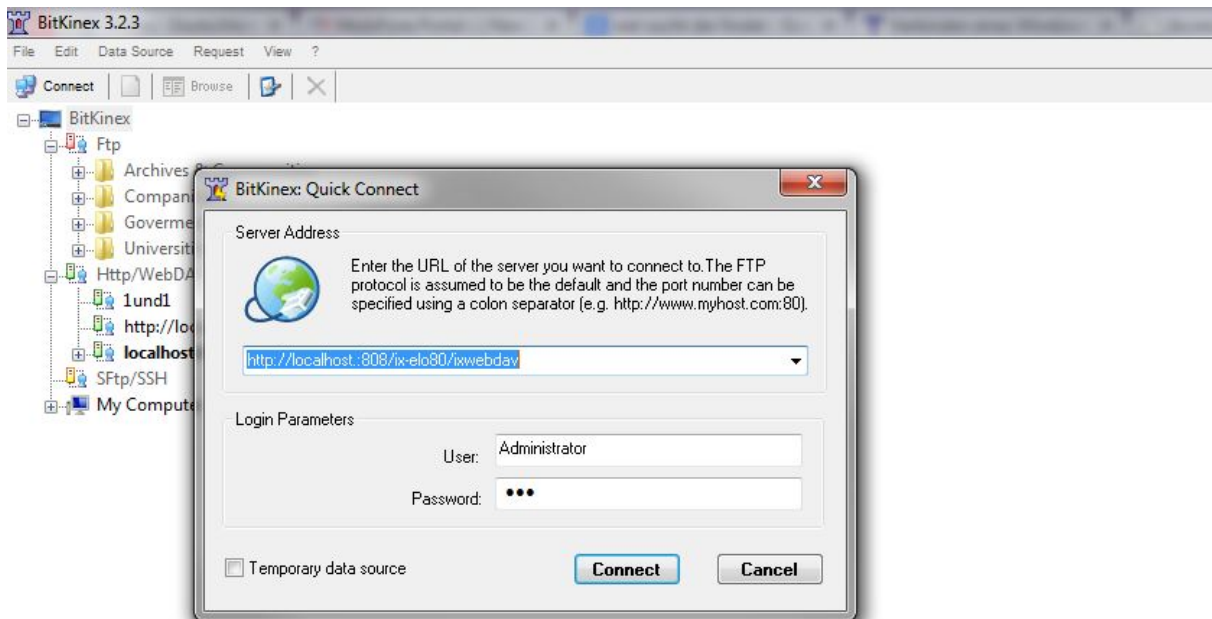 BitKinex 3.2.3
File Edit Data Source Request View ?
Connect Browse
BitKinex
Ftp
Archives
Compani
Goverme
Universiti
Http/WebDA
1und1
http://loc
localhost
SFtp/SSH
My Compute
BitKinex: Quick Connect
Server Address
Enter the URL of the server you want to connect to.The FTP
protocol is assumed to be the default and the port number can be
specified using a colon separator (e.g. http://www.myhost.com:80).
http://localhost.:808/ix-elo80/ixwebdav
Login Parameters
User: Administrator
Password: •••
Temporary data source Connect Cancel